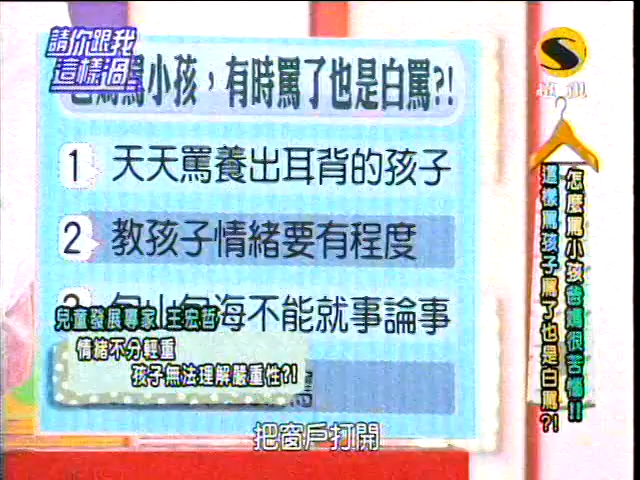 請你跟我
這樣過
罵小孩，有時罵了也是白罵?!
1 天天罵養出耳背的孩子
2 教孩子情緒要有程度
海不能就事論事
兒童發展專家 王宏哲
情緒不分輕重
孩子無法理解嚴重性?!
把窗戶打開
怎麼罵小孩爸媽很苦惱!!
這樣罵孩子罵了也是白罵?!